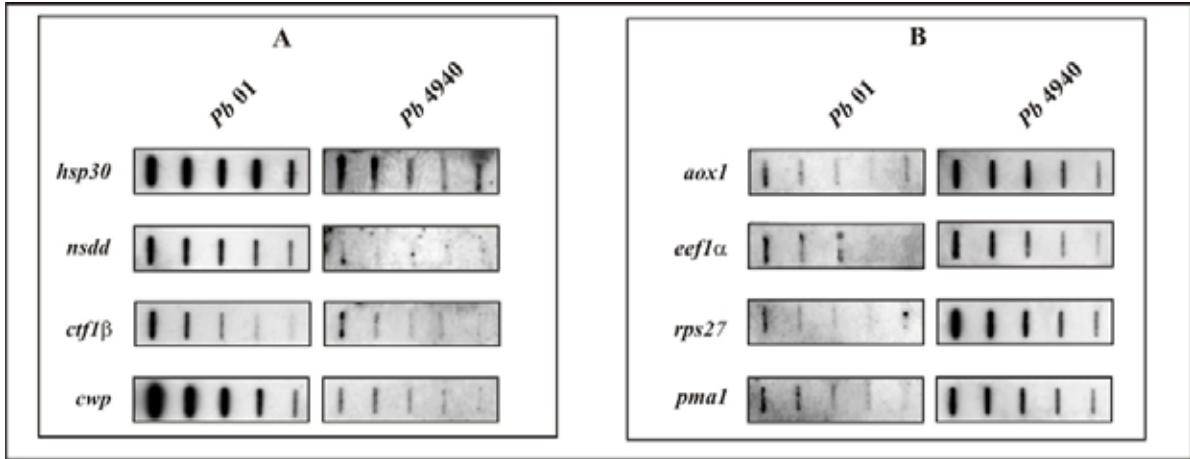 A
Pb 01 Pb 4940
hsp30
nsdd
ctf1β
cwp
B
Pb 01 Pb 4940
aox1
eef1α
rps27
pma1